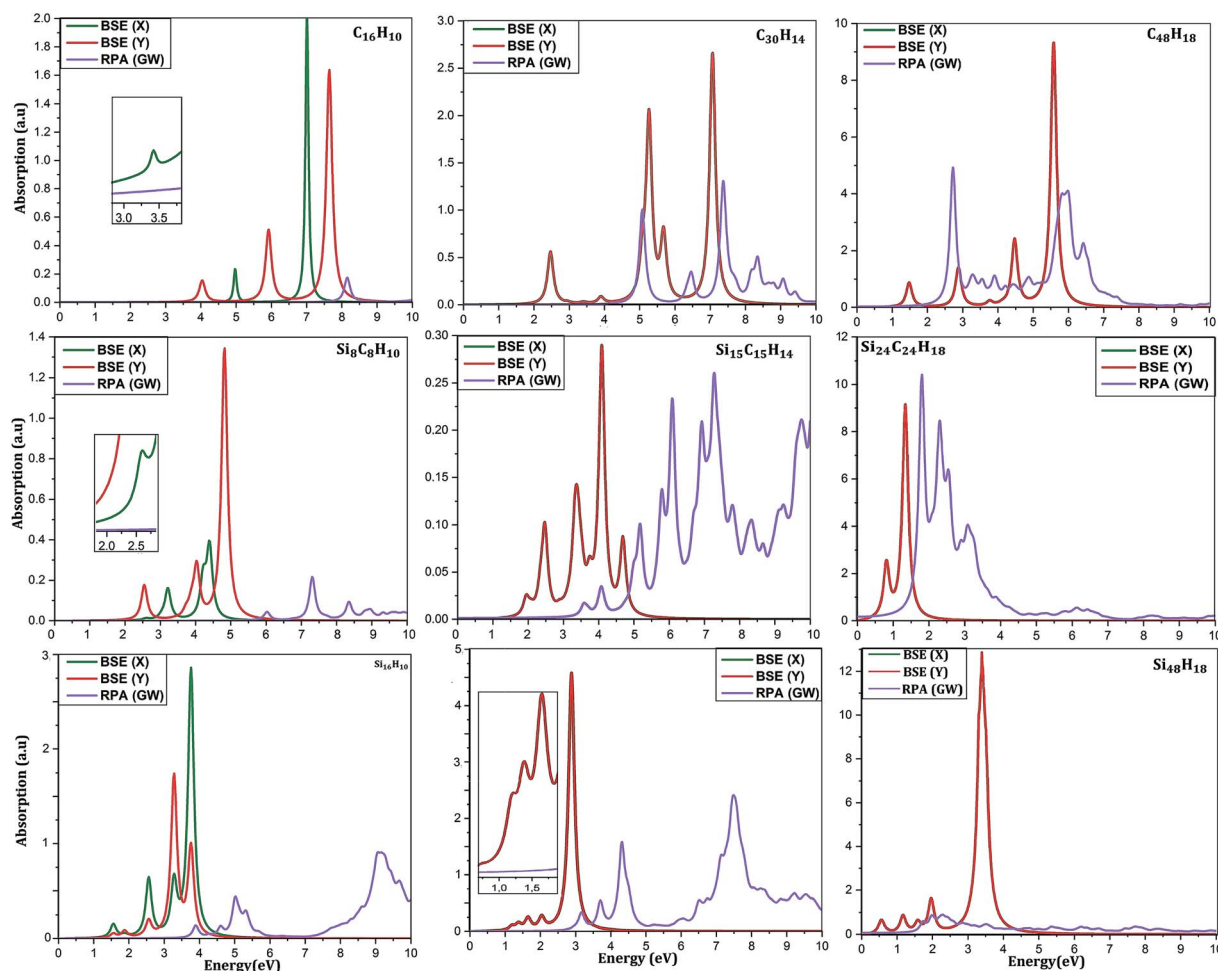 BSE (X)
BSE (Y)
RPA (GW)
C16H10
2.0
1.8
1.6
1.4
1.2
1.0
0.8
0.6
0.4
0.2
0.0
Absorption (a.u)
3.0 3.5
0 1 2 3 4 5 6 7 8 9 10
BSE (X)
BSE (Y)
RPA (GW)
C30H14
3.0
2.5
2.0
1.5
1.0
0.5
0.0
0 1 2 3 4 5 6 7 8 9 10
BSE (X)
BSE (Y)
RPA (GW)
C48H18
10
8
6
4
2
0
0 1 2 3 4 5 6 7 8 9 10
BSE (X)
BSE (Y)
RPA (GW)
Si8C8H10
1.4
1.2
1.0
0.8
0.6
0.4
0.2
0.0
Absorption (a.u)
2.0 2.5
0 1 2 3 4 5 6 7 8 9 10
BSE (X)
BSE (Y)
RPA (GW)
Si15C15H14
0.30
0.25
0.20
0.15
0.10
0.05
0.00
0 1 2 3 4 5 6 7 8 9 10
Si24C24H18
BSE (X)
BSE (Y)
RPA (GW)
12
10
8
6
4
2
0
0 1 2 3 4 5 6 7 8 9 10
BSE (X)
BSE (Y)
RPA (GW)
Si16H10
3
2
1
0
Absorption (a.u)
0 1 2 3 4 5 6 7 8 9 10
Energy(eV)
BSE (X)
BSE (Y)
RPA (GW)
5
4
3
2
1
0
1,0 1,5
0 1 2 3 4 5 6 7 8 9 10
Energy (eV)
BSE (X)
BSE (Y)
RPA (GW)
Si48H18
12
10
8
6
4
2
0
0 1 2 3 4 5 6 7 8 9 10
Energy (eV)